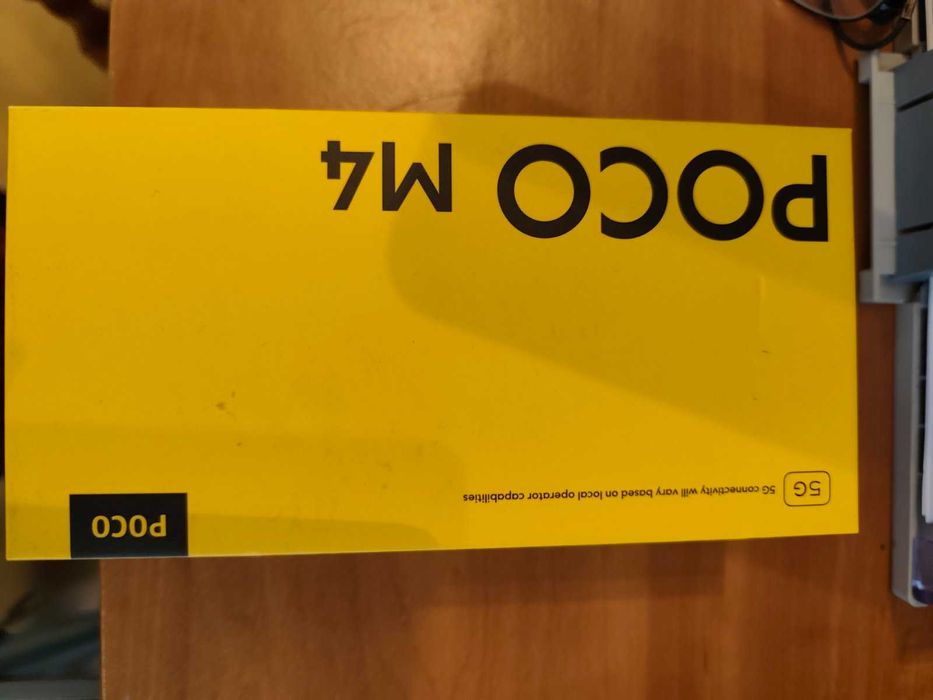 POCO M4
5G 5G connectivity will vary based on local operator capabilities
POCO